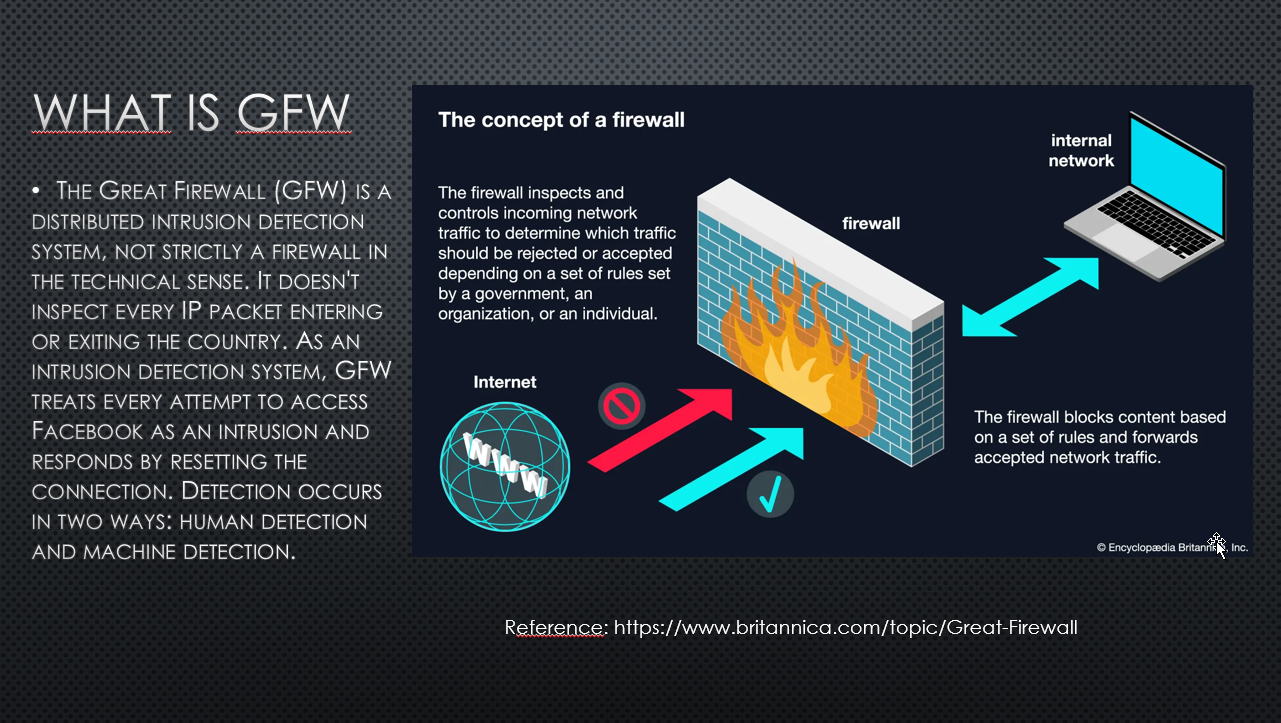 WHAT IS GFW
• THE GREAT FIREWALL (GFW) IS A
DISTRIBUTED INTRUSION DETECTION
SYSTEM, NOT STRICTLY A FIREWALL IN
THE TECHNICAL SENSE. IT DOESN'T
INSPECT EVERY IP PACKET ENTERING
OR EXITING THE COUNTRY. AS AN
INTRUSION DETECTION SYSTEM, GFW
TREATS EVERY ATTEMPT TO ACCESS
FACEBOOK AS AN INTRUSION AND
RESPONDS BY RESETTING THE
CONNECTION. DETECTION OCCURS
IN TWO WAYS: HUMAN DETECTION
AND MACHINE DETECTION.
The concept of a firewall
The firewall inspects and
controls incoming network
traffic to determine which traffic
should be rejected or accepted
depending on a set of rules set
by a government, an
organization, or an individual.
internal
network
firewall
Internet
WWW
The firewall blocks content based
on a set of rules and forwards
accepted network traffic.
© Encyclopædia Britannica, Inc.
Reference: https://www.britannica.com/topic/Great-Firewall